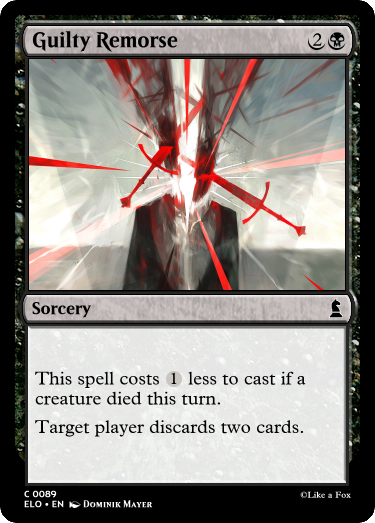 Guilty Remorse 2
Sorcery
This spell costs 1 less to cast if a
creature died this turn.
Target player discards two cards.
C 0089
ELO • EN DOMINIK MAYER
©Like a Fox